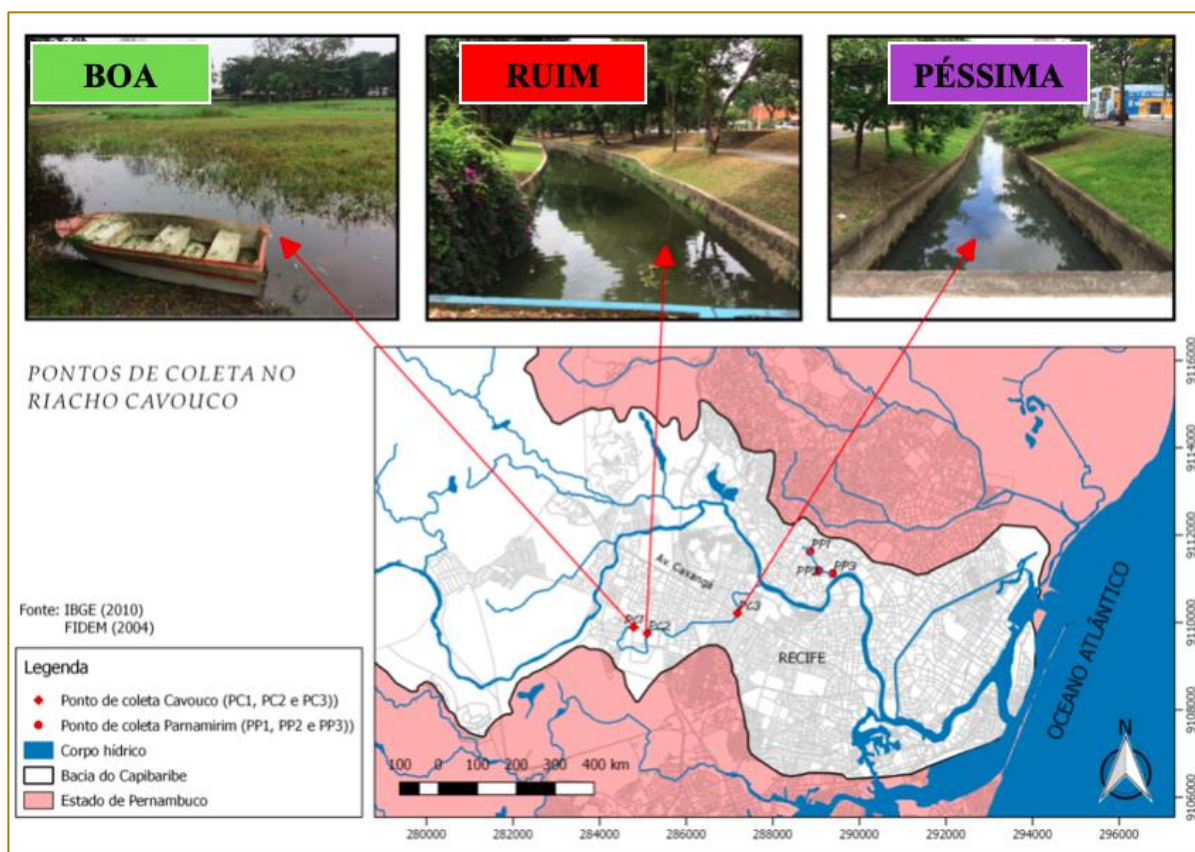 BOA
RUIM
PÉSSIMA
PONTOS DE COLETA NO
RIACHO CAVOUCO
9116000
9114000
9112000
9110000
9108000
9106000
PP1
PP2
PP3
Av. Caxangá
PC1
PC2
PC3
RECIFE
OCEANO ATLÂNTICO
N
Fonte: IBGE (2010)
FIDEM (2004)
Legenda
Ponto de coleta Cavouco (PC1, PC2 e PC3))
Ponto de coleta Parnamirim (PP1, PP2 e PP3))
Corpo hídrico
Bacia do Capibaribe
Estado de Pernambuco
100 0 100 200 300 400 km
280000 282000 284000 286000 288000 290000 292000 294000 296000